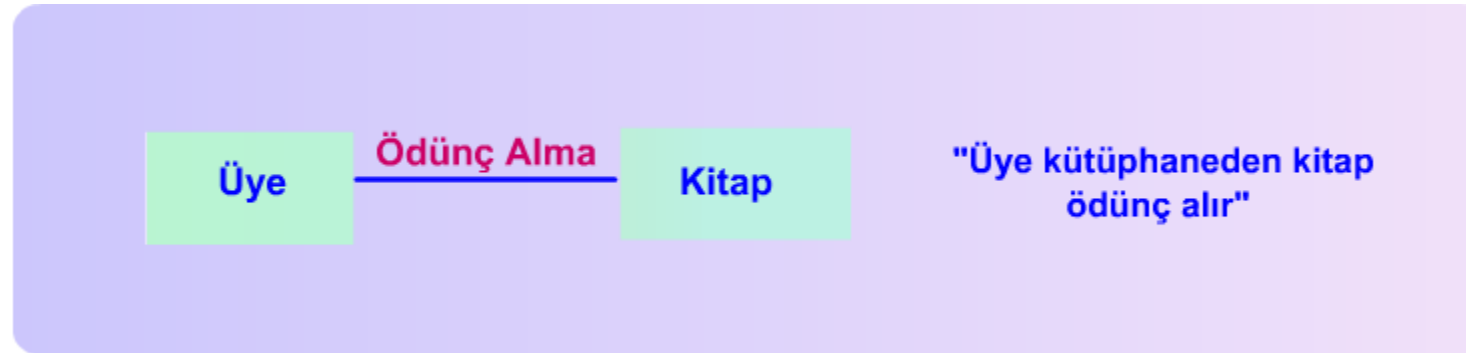 Üye
Ödünç Alma
Kitap
"Üye kütüphaneden kitap
ödünç alır"